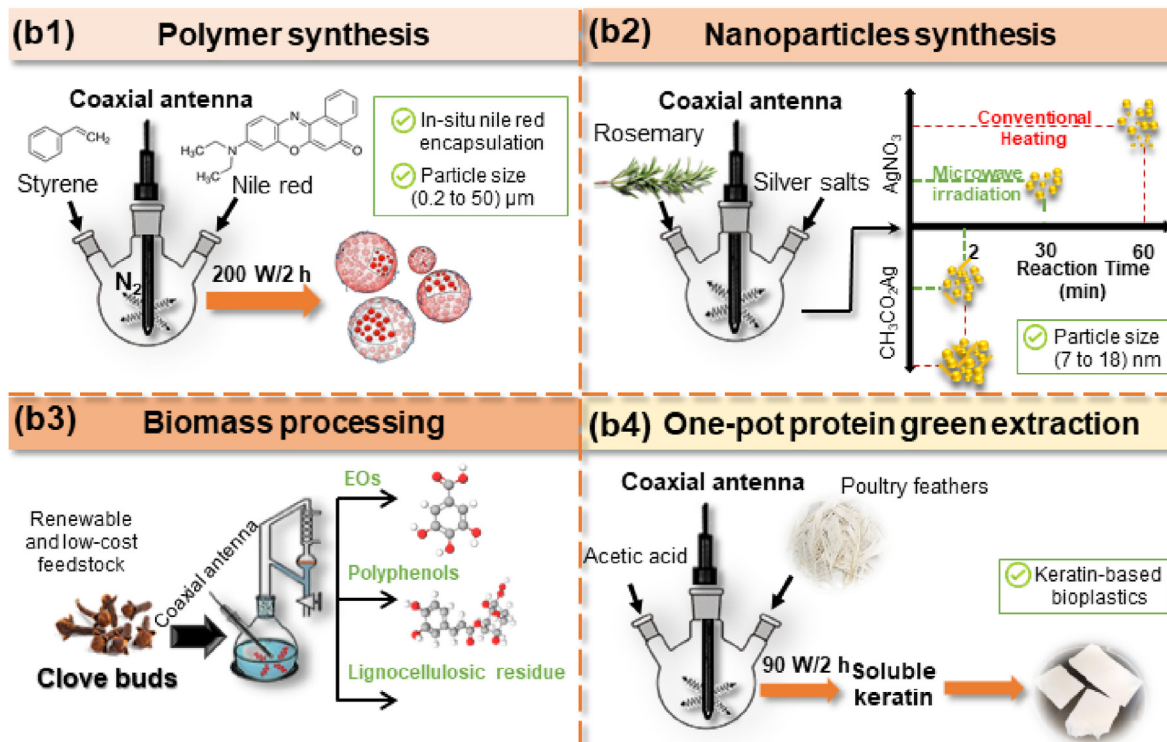 (b1) Polymer synthesis
Coaxial antenna
CH₂
Styrene
N
O
O
N
H₃C
H₃C
Nile red
N₂
200 W/2 h
In-situ nile red
encapsulation
Particle size
(0.2 to 50) µm
(b2) Nanoparticles synthesis
Coaxial antenna
Rosemary
Silver salts
AgNO₃
CH₃CO₂Ag
Conventional
Heating
Microwave
irradiation
2
30
60
Reaction Time
(min)
Particle size
(7 to 18) nm
(b3) Biomass processing
Renewable
and low-cost
feedstock
Clove buds
Coaxial antenna
EOs
Polyphenols
Lignocellulosic residue
(b4) One-pot protein green extraction
Coaxial antenna
Poultry feathers
Acetic acid
90 W/2 h
Soluble
keratin
Keratin-based
bioplastics